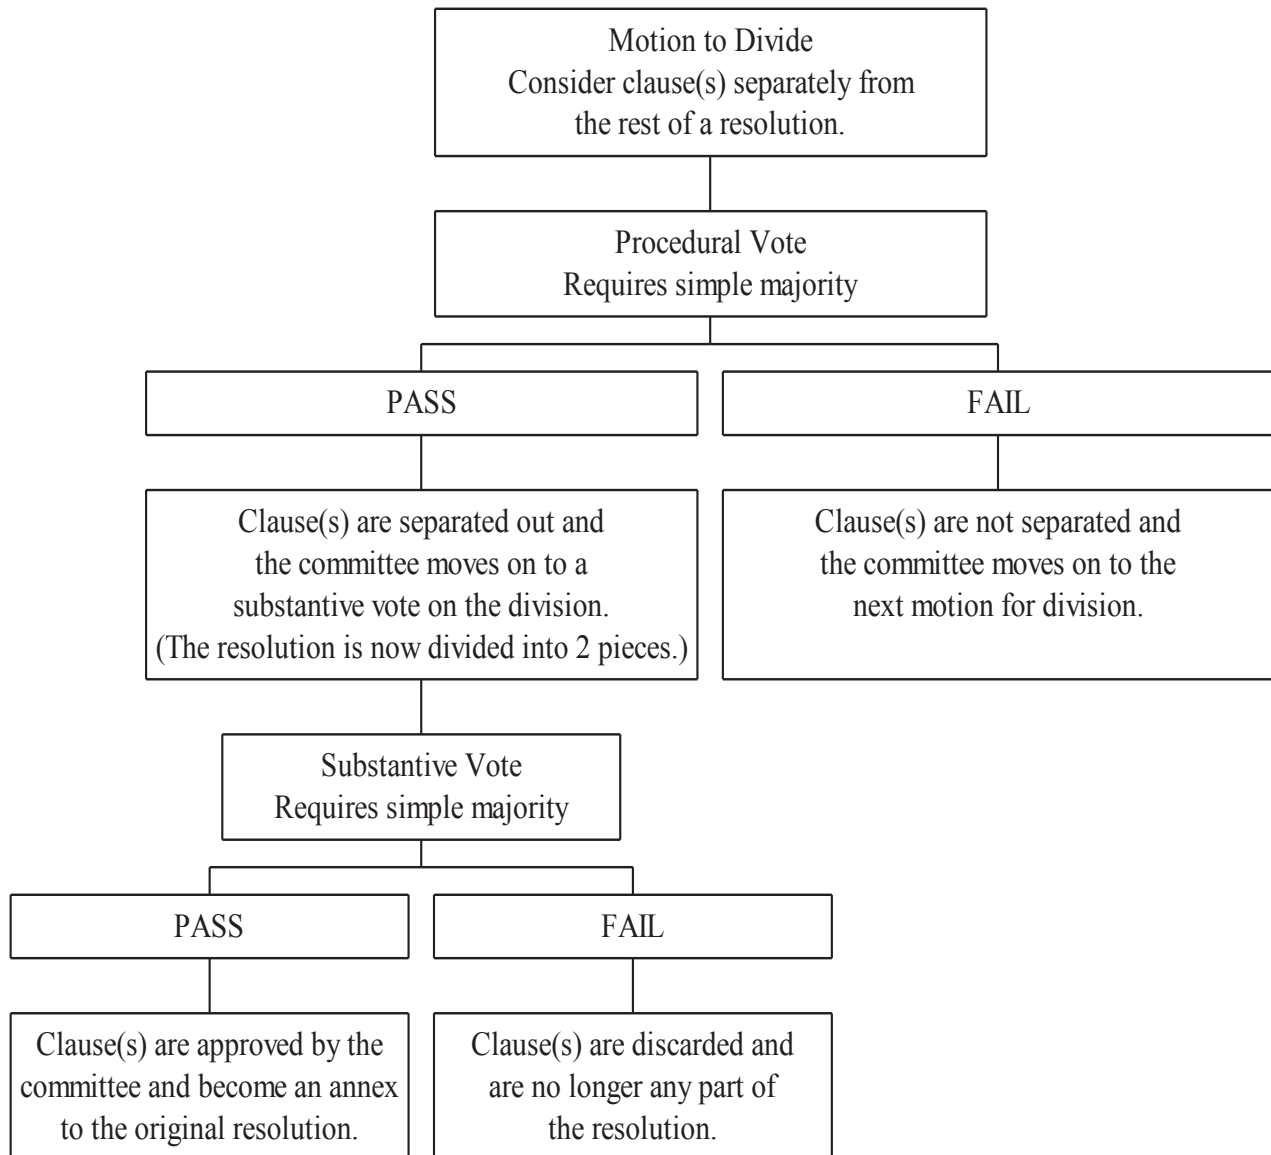 Motion to Divide
Consider clause(s) separately from
the rest of a resolution.
Procedural Vote
Requires simple majority
PASS
FAIL
Clause(s) are separated out and
the committee moves on to a
substantive vote on the division.
(The resolution is now divided into 2 pieces.)
Clause(s) are not separated and
the committee moves on to the
next motion for division.
Substantive Vote
Requires simple majority
PASS
FAIL
Clause(s) are approved by the
committee and become an annex
to the original resolution.
Clause(s) are discarded and
are no longer any part of
the resolution.